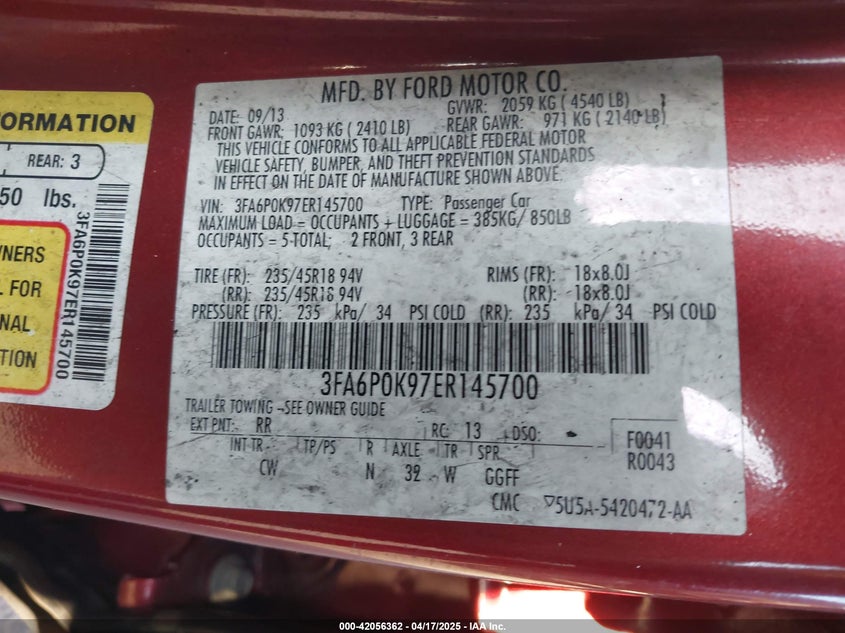 ORMATION
REAR: 3
50 lbs.
WNERS
L FOR
NAL
TION
3FA6P0K97ER145700
MFD. BY FORD MOTOR CO.
DATE: 09/13 GVWR: 2059 KG ( 4540 LB)
FRONT GAWR: 1093 KG ( 2410 LB) REAR GAWR: 971 KG ( 2140 LB)
THIS VEHICLE CONFORMS TO ALL APPLICABLE FEDERAL MOTOR
VEHICLE SAFETY, BUMPER, AND THEFT PREVENTION STANDARDS
IN EFFECT ON THE DATE OF MANUFACTURE SHOWN ABOVE.
VIN: 3FA6P0K97ER145700 TYPE: Passenger Car
MAXIMUM LOAD = OCCUPANTS + LUGGAGE = 385KG/ 850LB
OCCUPANTS = 5-TOTAL; 2 FRONT, 3 REAR
TIRE (FR): 235/45R18 94V RIMS (FR): 18x8.0J
(RR): 235/45R18 94V (RR): 18x8.0J
PRESSURE (FR): 235 kPa/ 34 PSI COLD (RR): 235 kPa/ 34 PSI COLD
3FA6P0K97ER145700
TRAILER TOWING -SEE OWNER GUIDE
EXT PNT: RR RC: 13 DSO: F0041
R0043
INT TR TP/PS R AXLE TR SPR
CW N 32 W GGFF
CMC 5U5A-5420472-AA
000-42056362 - 04/17/2025 - IAA Inc.